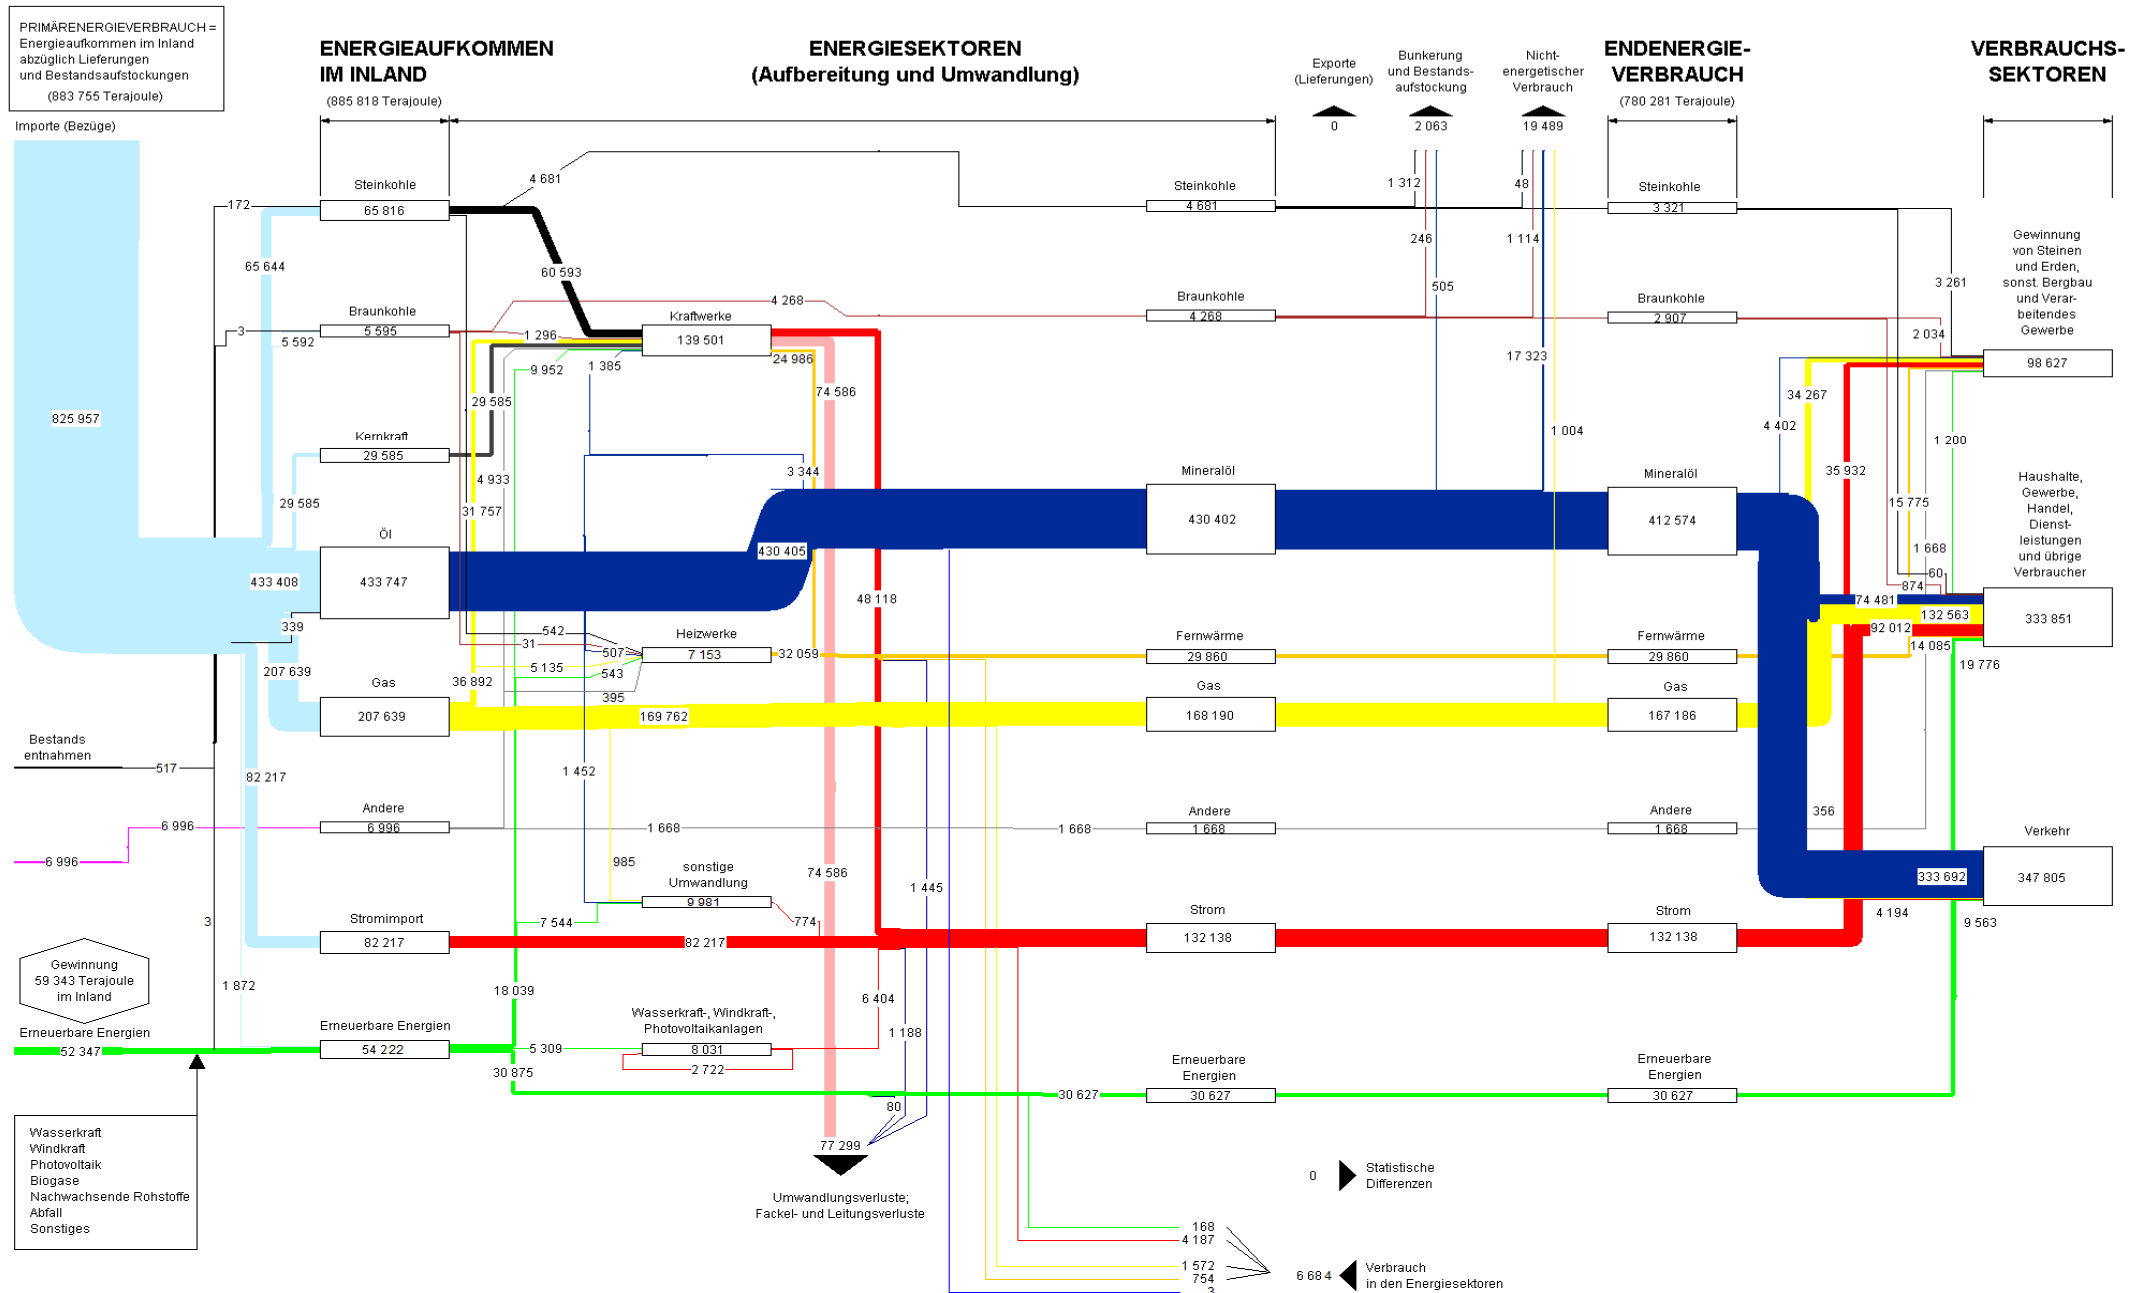 PRIMÄRENERGIEVERBRAUCH =
Energieaufkommen im Inland
abzüglich Lieferungen
und Bestandsaufstockungen
(883 755 Terajoule)
ENERGIEAUFKOMMEN
IM INLAND
(885 818 Terajoule)
ENERGIESEKTOREN
(Aufbereitung und Umwandlung)
Exporte
(Lieferungen)
0
Bunkerung
und Bestands-
aufstockung
2 063
Nicht-
energetischer
Verbrauch
19 489
ENDENERGIE-
VERBRAUCH
(780 281 Terajoule)
VERBRAUCHS-
SEKTOREN
Importe (Bezüge)
825 957
172
65 644
3
5 592
29 585
433 408
339
207 639
Bestands
entnahmen
517
82 217
6 996
6 996
3
1 872
Gewinnung
59 343 Terajoule
im Inland
Erneuerbare Energien
52 347
Wasserkraft
Windkraft
Photovoltaik
Biogase
Nachwachsende Rohstoffe
Abfall
Sonstiges
Steinkohle
65 816
Braunkohle
5 595
Kernkraft
29 585
Öl
433 747
Gas
207 639
Andere
6 996
Stromimport
82 217
Erneuerbare Energien
54 222
4 681
60 593
4 268
1 296
9 952
1 385
29 585
4 933
31 757
3 344
430 405
542
31
507
5 135
543
395
36 892
169 762
1 452
1 668
985
7 544
774
82 217
18 039
5 309
30 875
2 722
Kraftwerke
139 501
24 986
74 586
48 118
Heizwerke
7 153
32 059
sonstige
Umwandlung
9 981
74 586
1 445
Wasserkraft-, Windkraft-,
Photovoltaikanlagen
8 031
6 404
1 188
80
77 299
Umwandlungsverluste;
Fackel- und Leitungsverluste
1 668
30 627
Steinkohle
4 681
Braunkohle
4 268
Mineralöl
430 402
Fernwärme
29 860
Gas
168 190
Andere
1 668
Strom
132 138
Erneuerbare
Energien
30 627
1 312
246
505
48
1 114
17 323
1 004
0
Statistische
Differenzen
168
4 187
1 572
754
3
6 684
Verbrauch
in den Energiesektoren
Steinkohle
3 321
Braunkohle
2 907
Mineralöl
412 574
Fernwärme
29 860
Gas
167 186
Andere
1 668
Strom
132 138
Erneuerbare
Energien
30 627
3 261
2 034
34 267
4 402
1 200
35 932
15 775
1 668
60
874
74 481
132 563
92 012
14 085
19 776
356
333 692
4 194
9 563
Gewinnung
von Steinen
und Erden,
sonst. Bergbau
und Verar-
beitendes
Gewerbe
98 627
Haushalte,
Gewerbe,
Handel,
Dienst-
leistungen
und übrige
Verbraucher
333 851
Verkehr
347 805